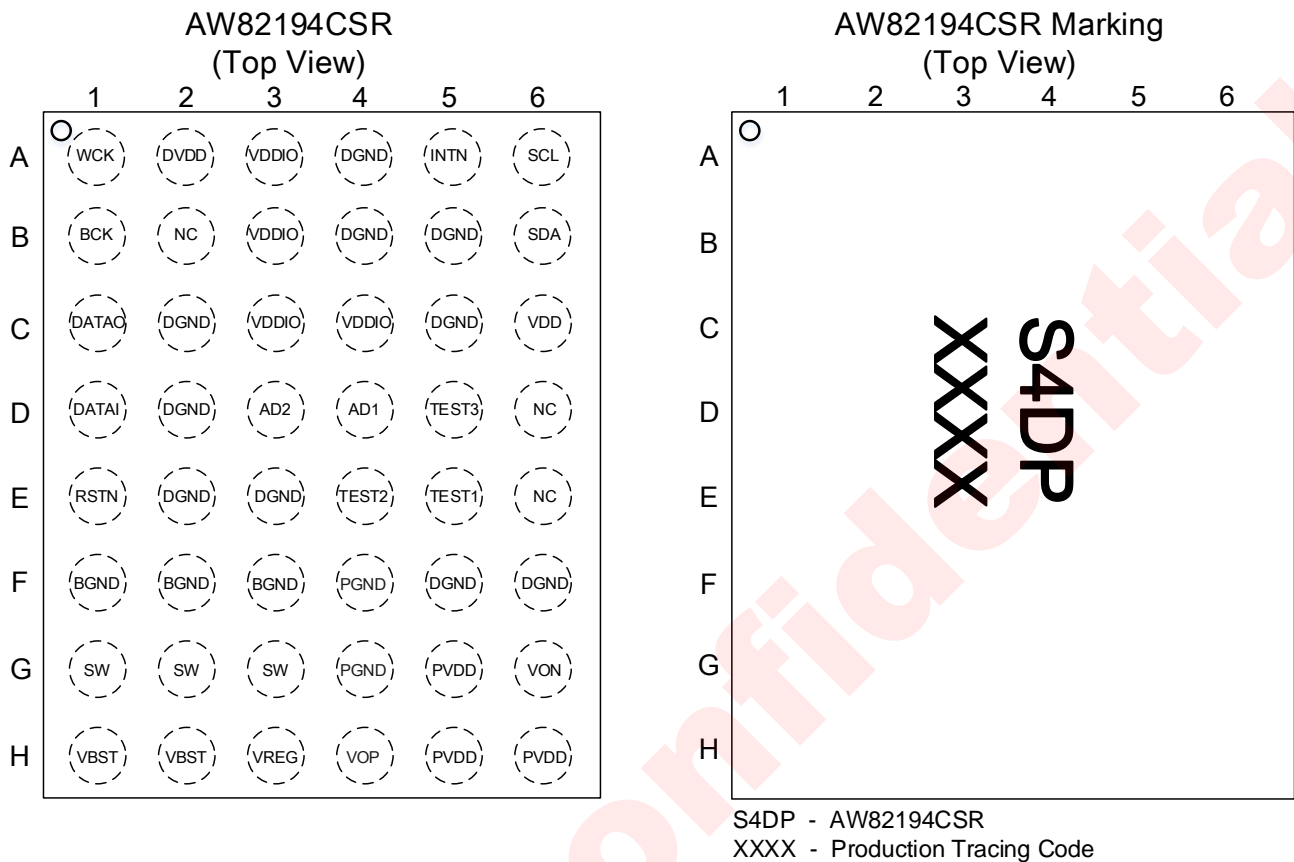 AW82194CSR
(Top View)
1 2 3 4 5 6
A WCK DVDD VDDIO DGND INTN SCL
B BCK NC VDDIO DGND DGND SDA
C DATAO DGND VDDIO VDDIO DGND VDD
D DATAI DGND AD2 AD1 TEST3 NC
E RSTN DGND DGND TEST2 TEST1 NC
F BGND BGND BGND PGND DGND DGND
G SW SW SW PGND PVDD VON
H VBST VBST VREG VOP PVDD PVDD
AW82194CSR Marking
(Top View)
1 2 3 4 5 6
A
B
C
D
E
F
G
H
S4DP
XXXX
S4DP - AW82194CSR
XXXX - Production Tracing Code
onfidential